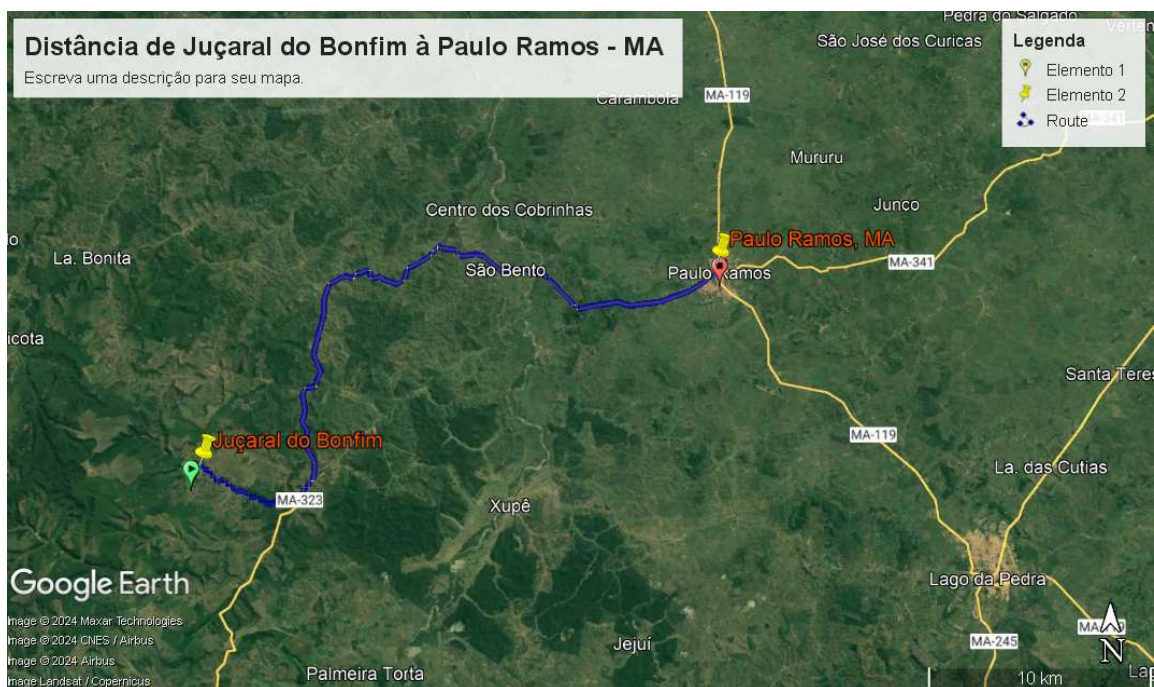 Distância de Juçaral do Bonfim à Paulo Ramos - MA
Escreva uma descrição para seu mapa.
Pedra do Salgado
São José dos Curicas
Legenda
Elemento 1
Elemento 2
Route
MA-341
Carambola
MA-119
Mururu
Junco
Centro dos Cobrinhas
Paulo Ramos, MA
La. Bonita
São Bento
Paulo Ramos
MA-341
icota
Santa Teres
Juçaral do Bonfim
MA-119
La. das Cutias
MA-323
Xupê
Google Earth
Lago da Pedra
Image © 2024 Maxar Technologies
Image © 2024 CNES / Airbus
Image © 2024 Airbus
Image Landsat / Copernicus
Jejuí
MA-245
N
Palmeira Torta
10 km